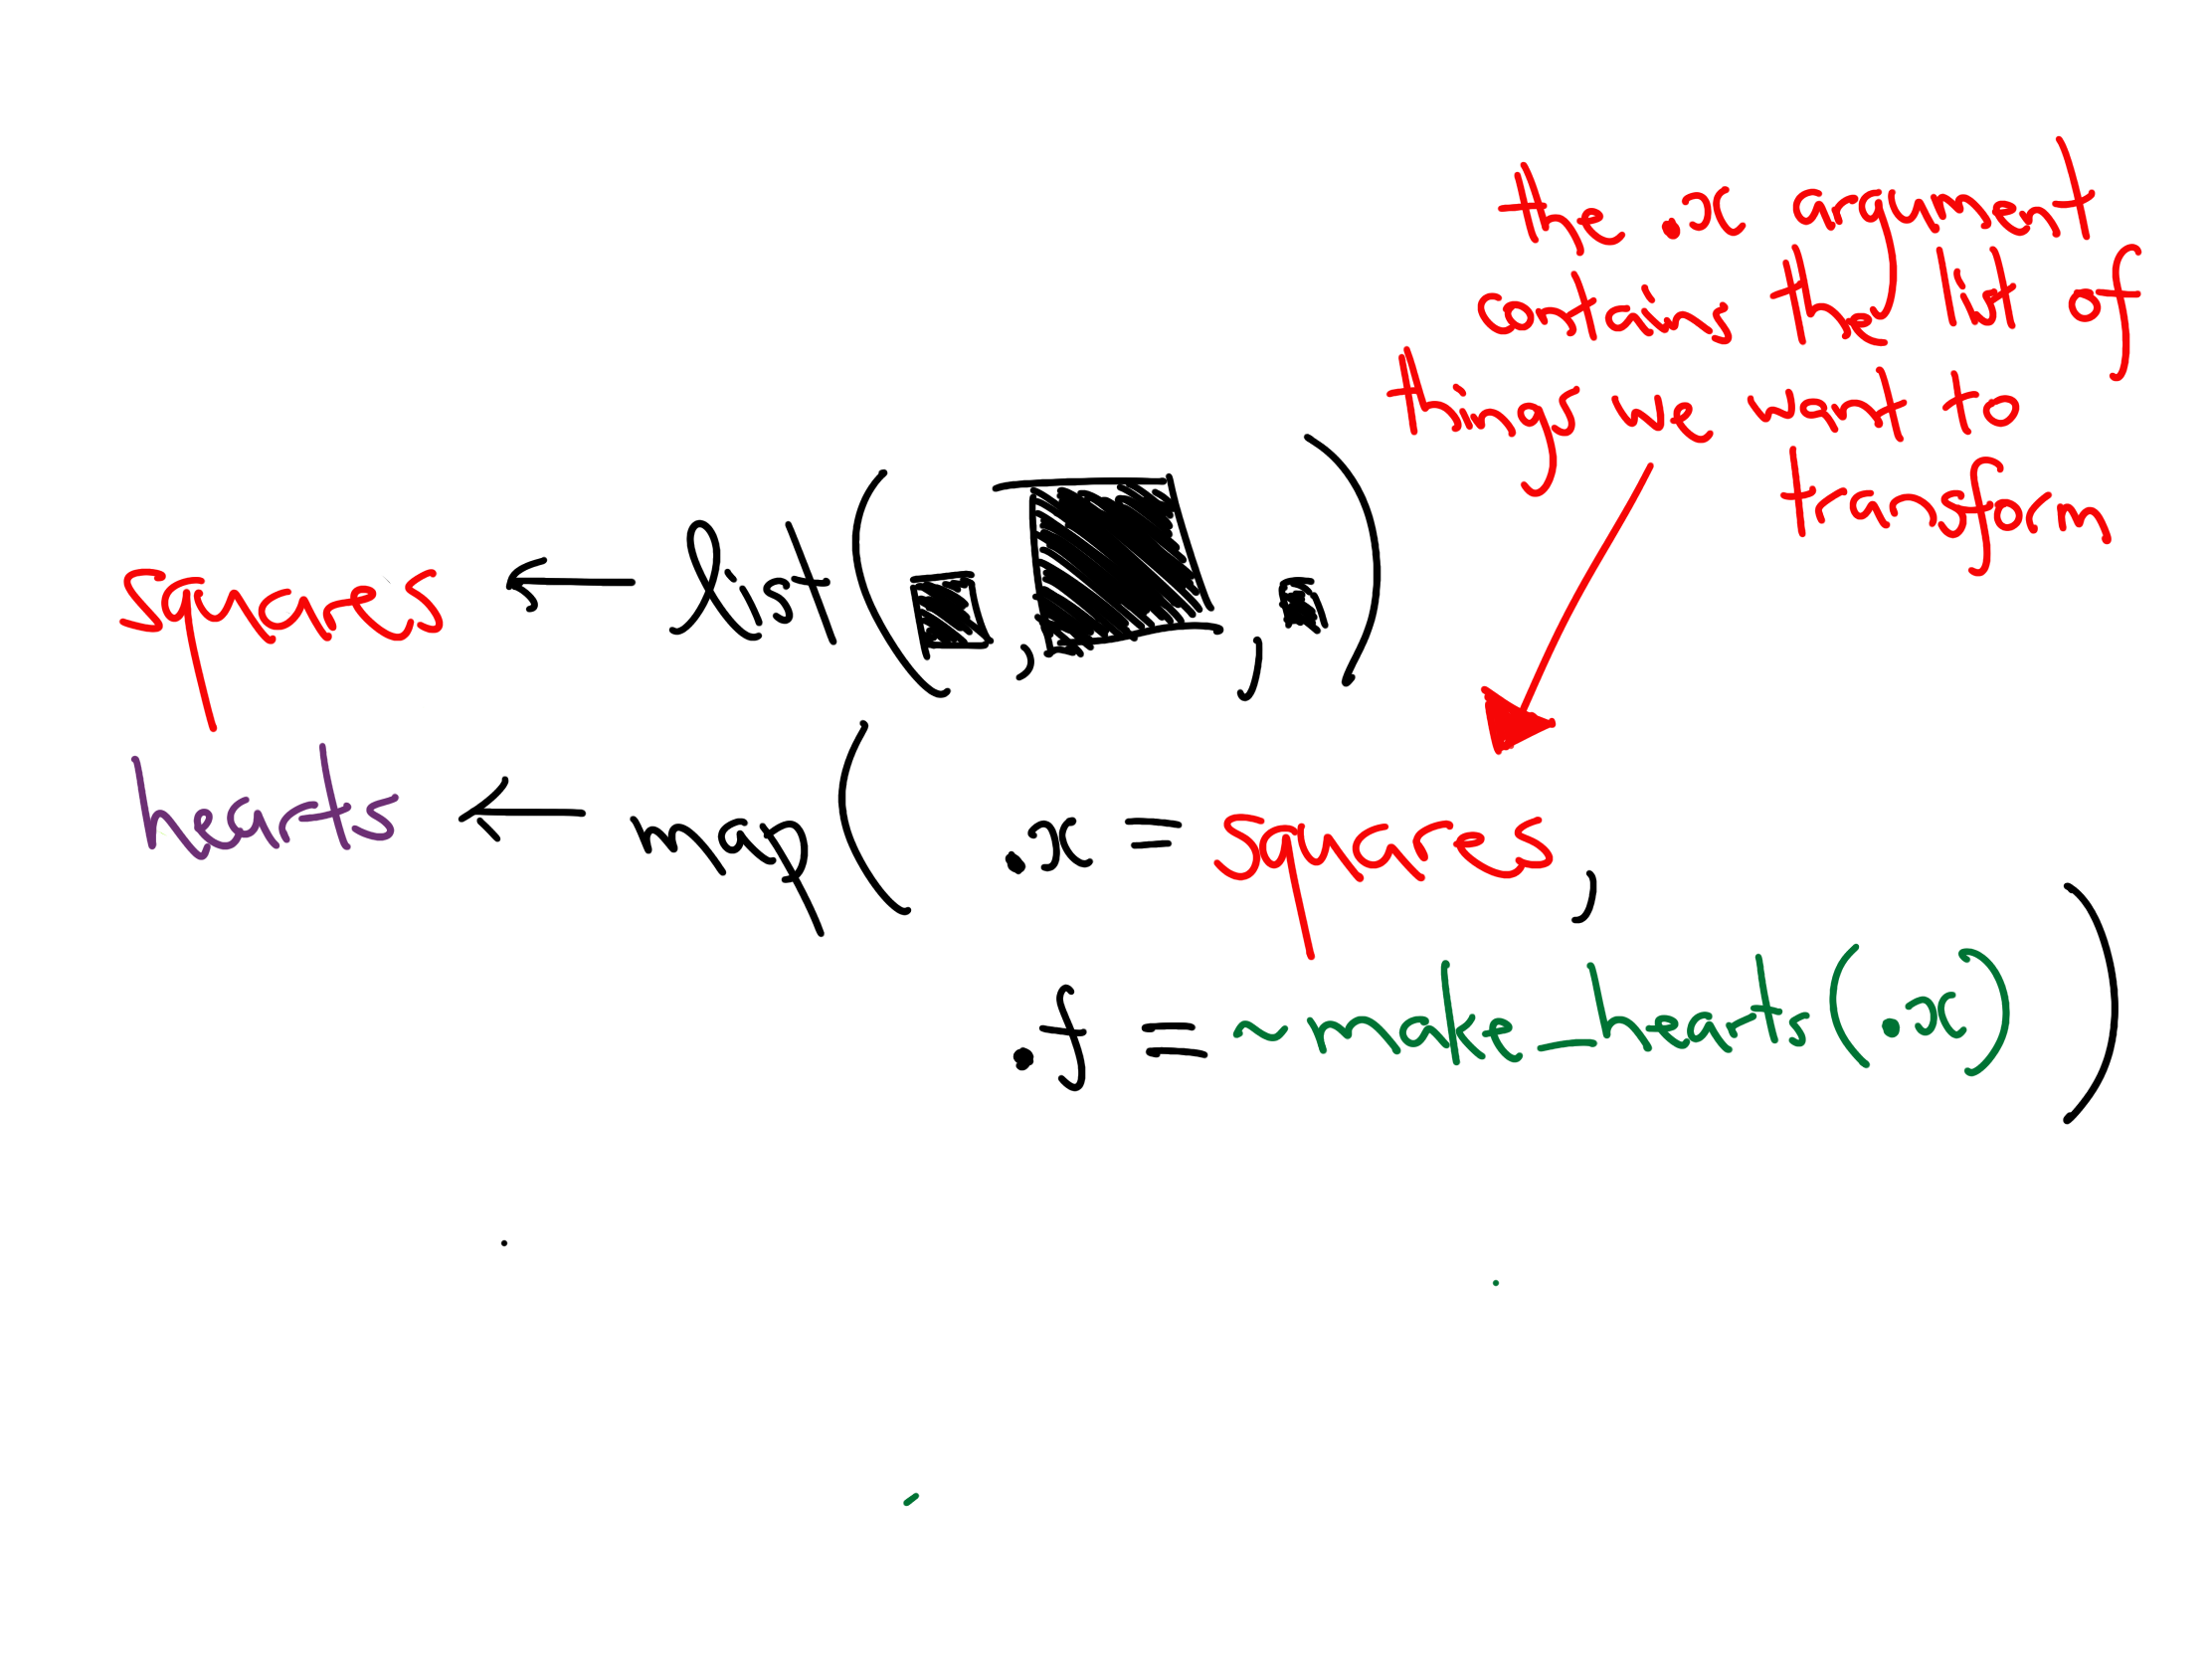 the .x argument
contains the list of
things we want to
transform
squares ← list( , , )
hearts ← map( .x = squares,
.f = ~ make_hearts(.x) )